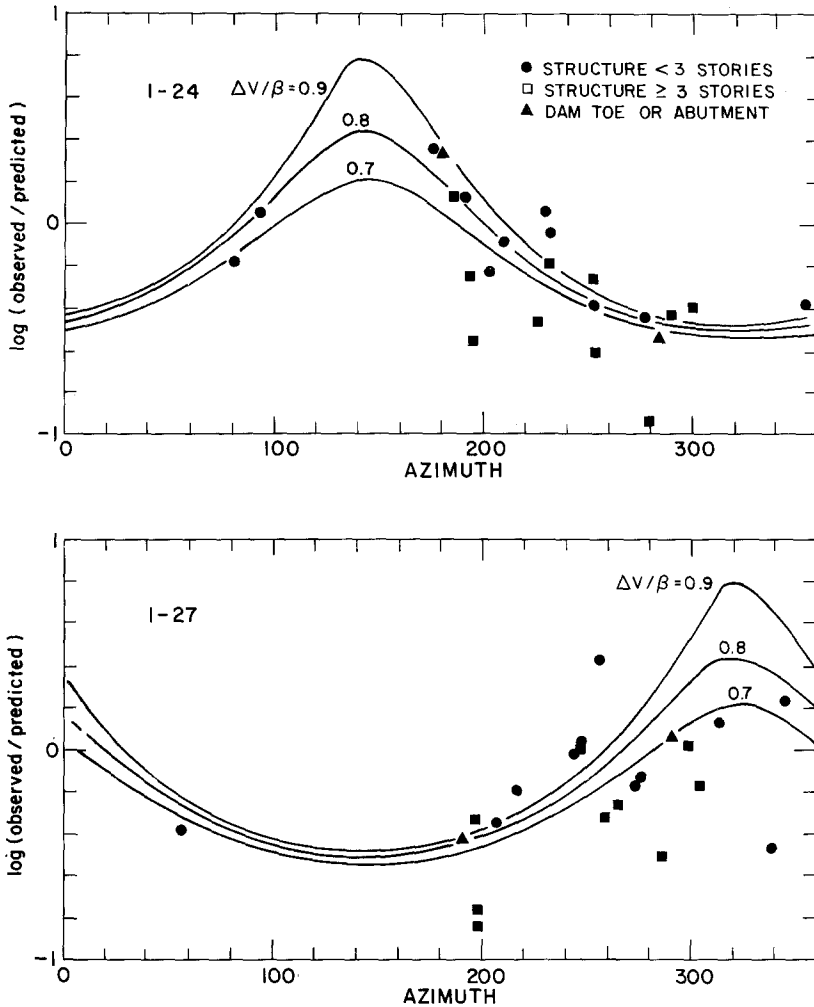 1
I-24
ΔV/β=0.9
0.8
0.7
● STRUCTURE < 3 STORIES
□ STRUCTURE ≥ 3 STORIES
▲ DAM TOE OR ABUTMENT
log (observed / predicted)
0
-1
0
100
200
300
AZIMUTH
1
I-27
ΔV/β=0.9
0.8
0.7
log (observed / predicted)
0
-1
0
100
200
300
AZIMUTH